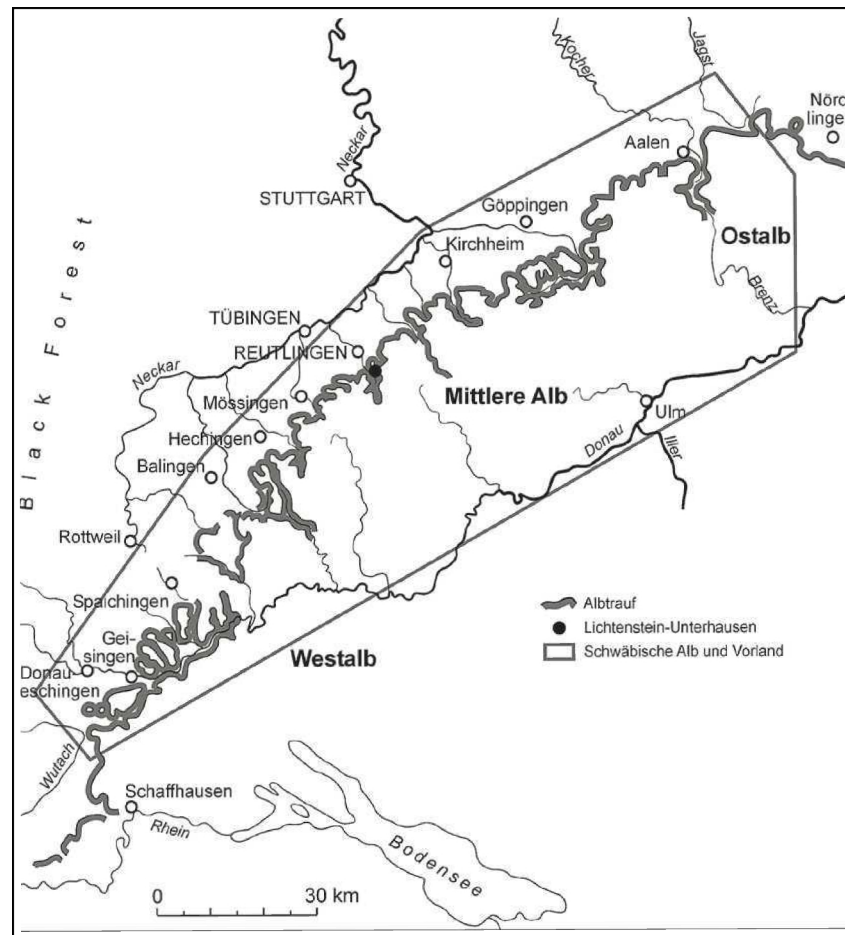 Jagst
Kocher
Nörd
lingen
Neckar
Aalen
STUTTGART
Göppingen
Kirchheim
Ostalb
Brenz
Black Forest
TÜBINGEN
REUTLINGEN
Neckar
Mössingen
Mittlere Alb
Ulm
Hechingen
Donau
Iller
Balingen
Rottweil
Spaichingen
Albtrauf
Lichtenstein-Unterhausen
Schwäbische Alb und Vorland
Gei-
singen
Westalb
Donau
eschingen
Wutach
Schaffhausen
Rhein
Bodensee
0 30 km